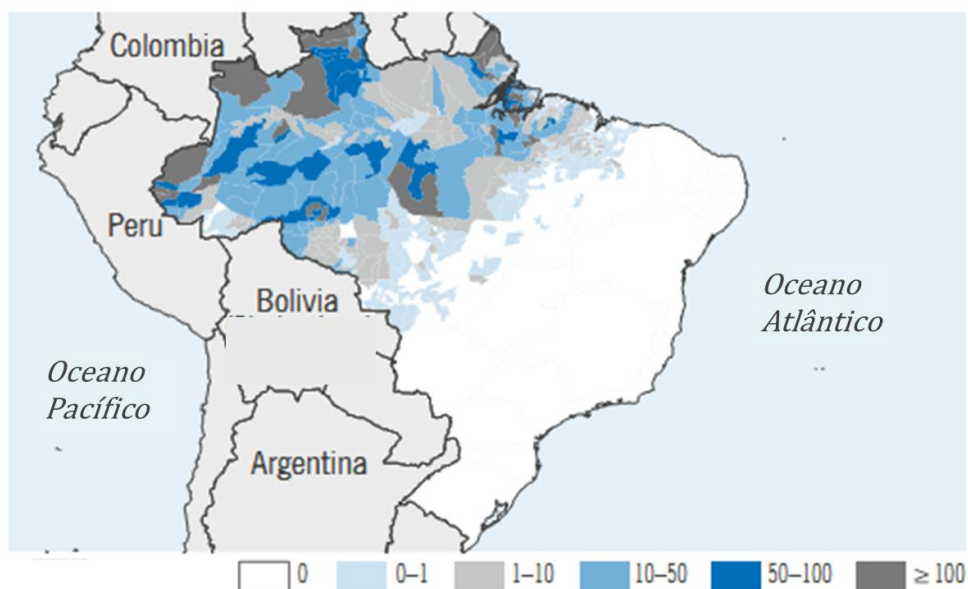 Colombia
Peru
Bolivia
Oceano
Atlântico
Oceano
Pacífico
Argentina
0 0–1 1–10 10–50 50–100 ≥ 100